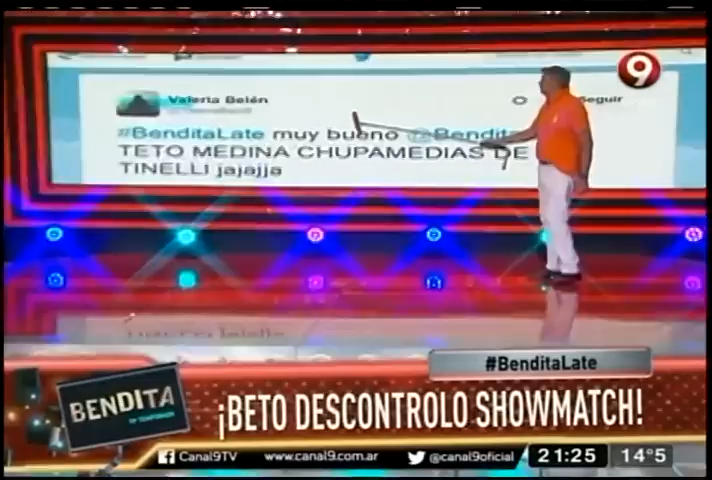 9
Valeria Belén
Seguir
#BenditaLate muy bueno @Bendita
TETO MEDINA CHUPAMEDIAS DE
TINELLI jajajja
#BenditaLate
BENDITA
¡BETO DESCONTROLO SHOWMATCH!
Canal9TV www.canal9.com.ar @canal9oficial 21:25 14°5